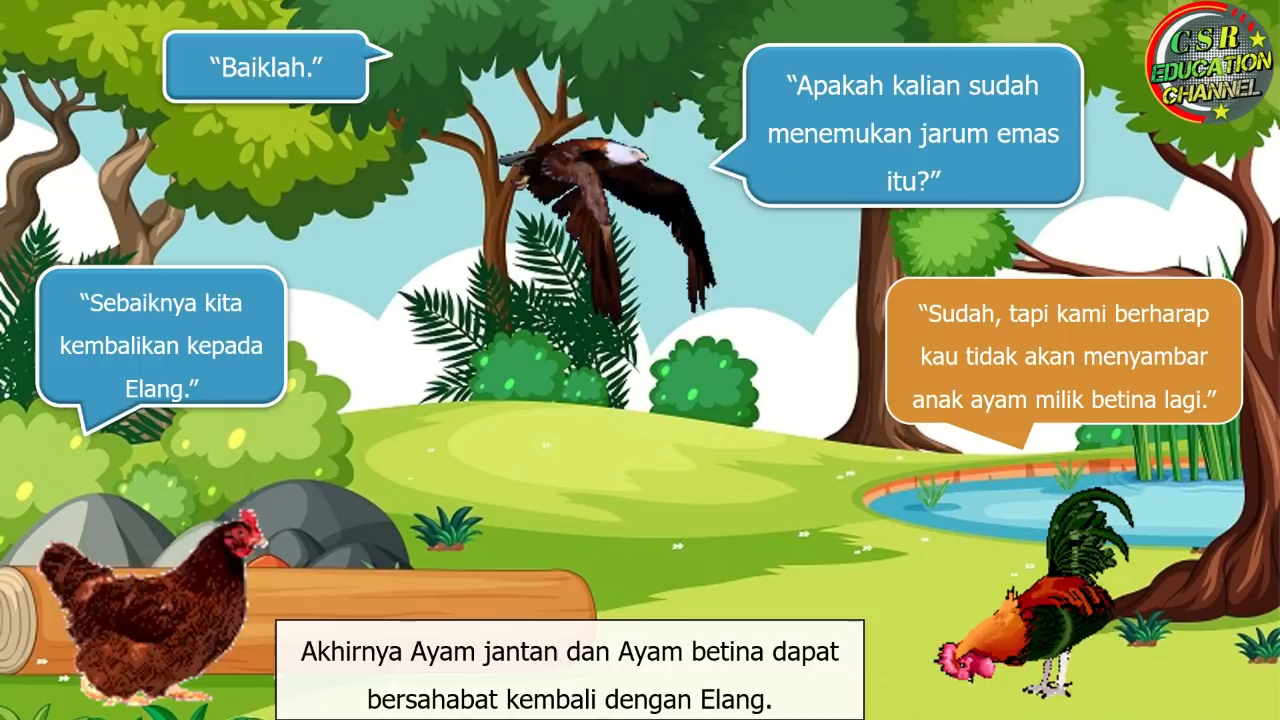 “Baiklah.”
“Apakah kalian sudah
menemukan jarum emas
itu?”
CSR
EDUCATION
CHANNEL
“Sebaiknya kita
kembalikan kepada
Elang.”
“Sudah, tapi kami berharap
kau tidak akan menyambar
anak ayam milik betina lagi.”
Akhirnya Ayam jantan dan Ayam betina dapat
bersahabat kembali dengan Elang.